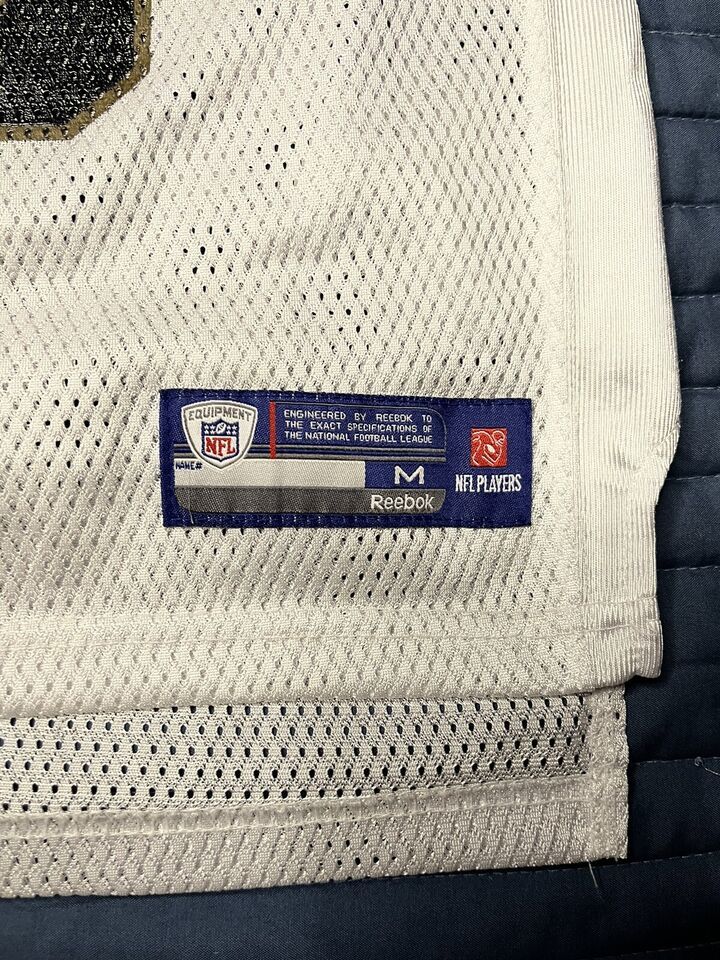 EQUIPMENT
NFL
ENGINEERED BY REEBOK TO
THE EXACT SPECIFICATIONS OF
THE NATIONAL FOOTBALL LEAGUE
NAME#
M
Reebok
NFL PLAYERS